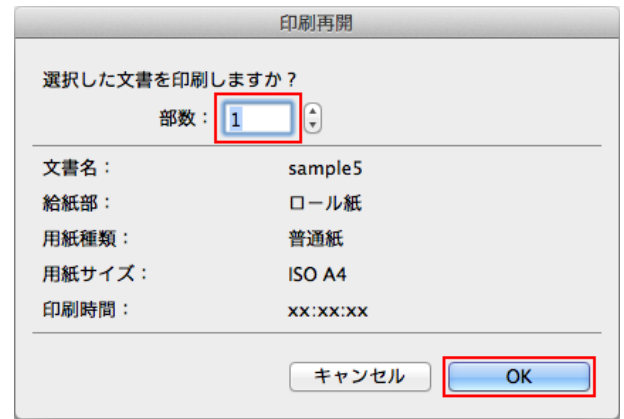 印刷再開
選択した文書を印刷しますか？
部数： 1
文書名： sample5
給紙部： ロール紙
用紙種類： 普通紙
用紙サイズ： ISO A4
印刷時間： xx:xx:xx
キャンセル OK